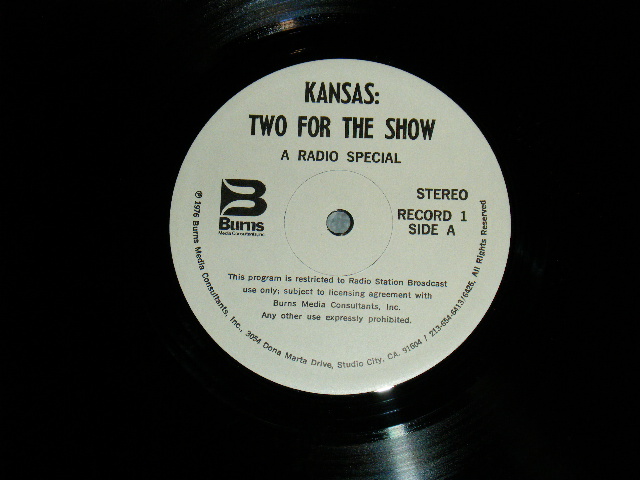 KANSAS:
TWO FOR THE SHOW
A RADIO SPECIAL
Burns
Media Consultants, Inc.
STEREO
RECORD 1
SIDE A
This program is restricted to Radio Station Broadcast
use only; subject to licensing agreement with
Burns Media Consultants, Inc.
Any other use expressly prohibited.
℗ 1976 Burns Media Consultants, Inc., 3054 Dona Marta Drive, Studio City, CA. 91604 / 213-654-6413/6426, All Rights Reserved